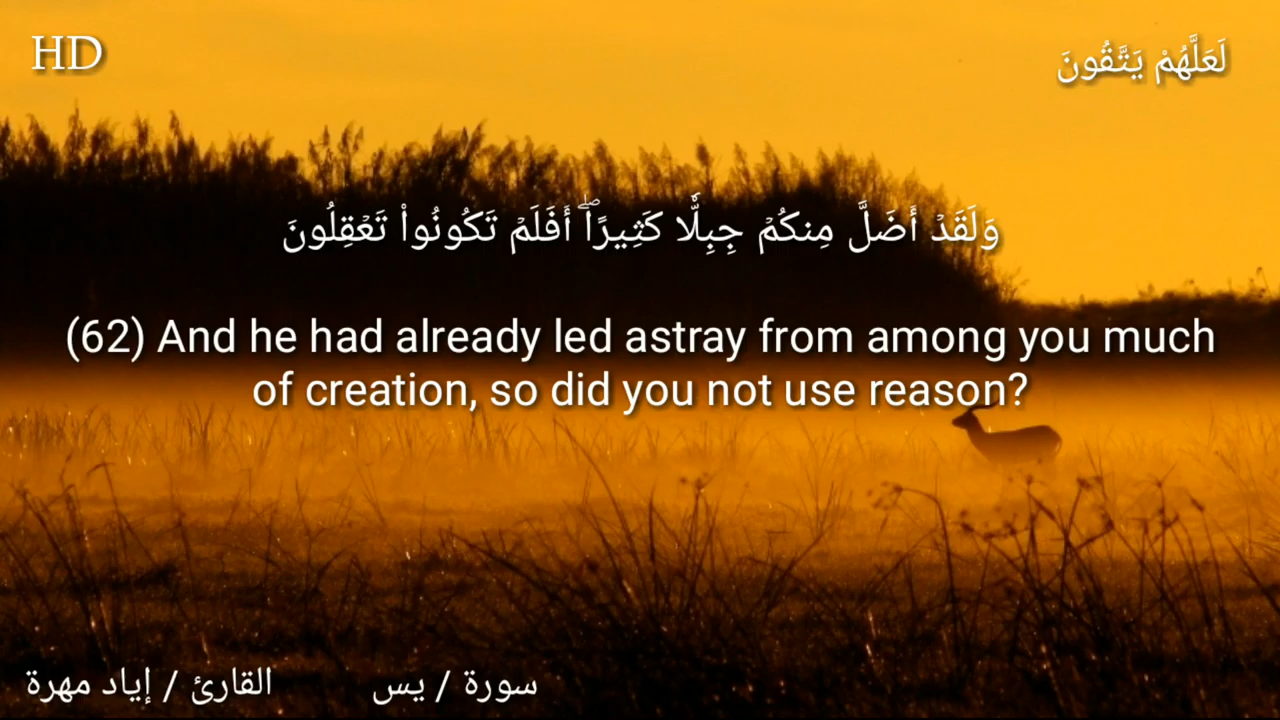 HD
لَعَلَّهُمْ يَتَّقُونَ
وَلَقَدۡ أَضَلَّ مِنكُمۡ جِبِلّٗا كَثِيرًاۖ أَفَلَمۡ تَكُونُواْ تَعۡقِلُونَ
(62) And he had already led astray from among you much
of creation, so did you not use reason?
سورة / يس
القارئ / إياد مهرة